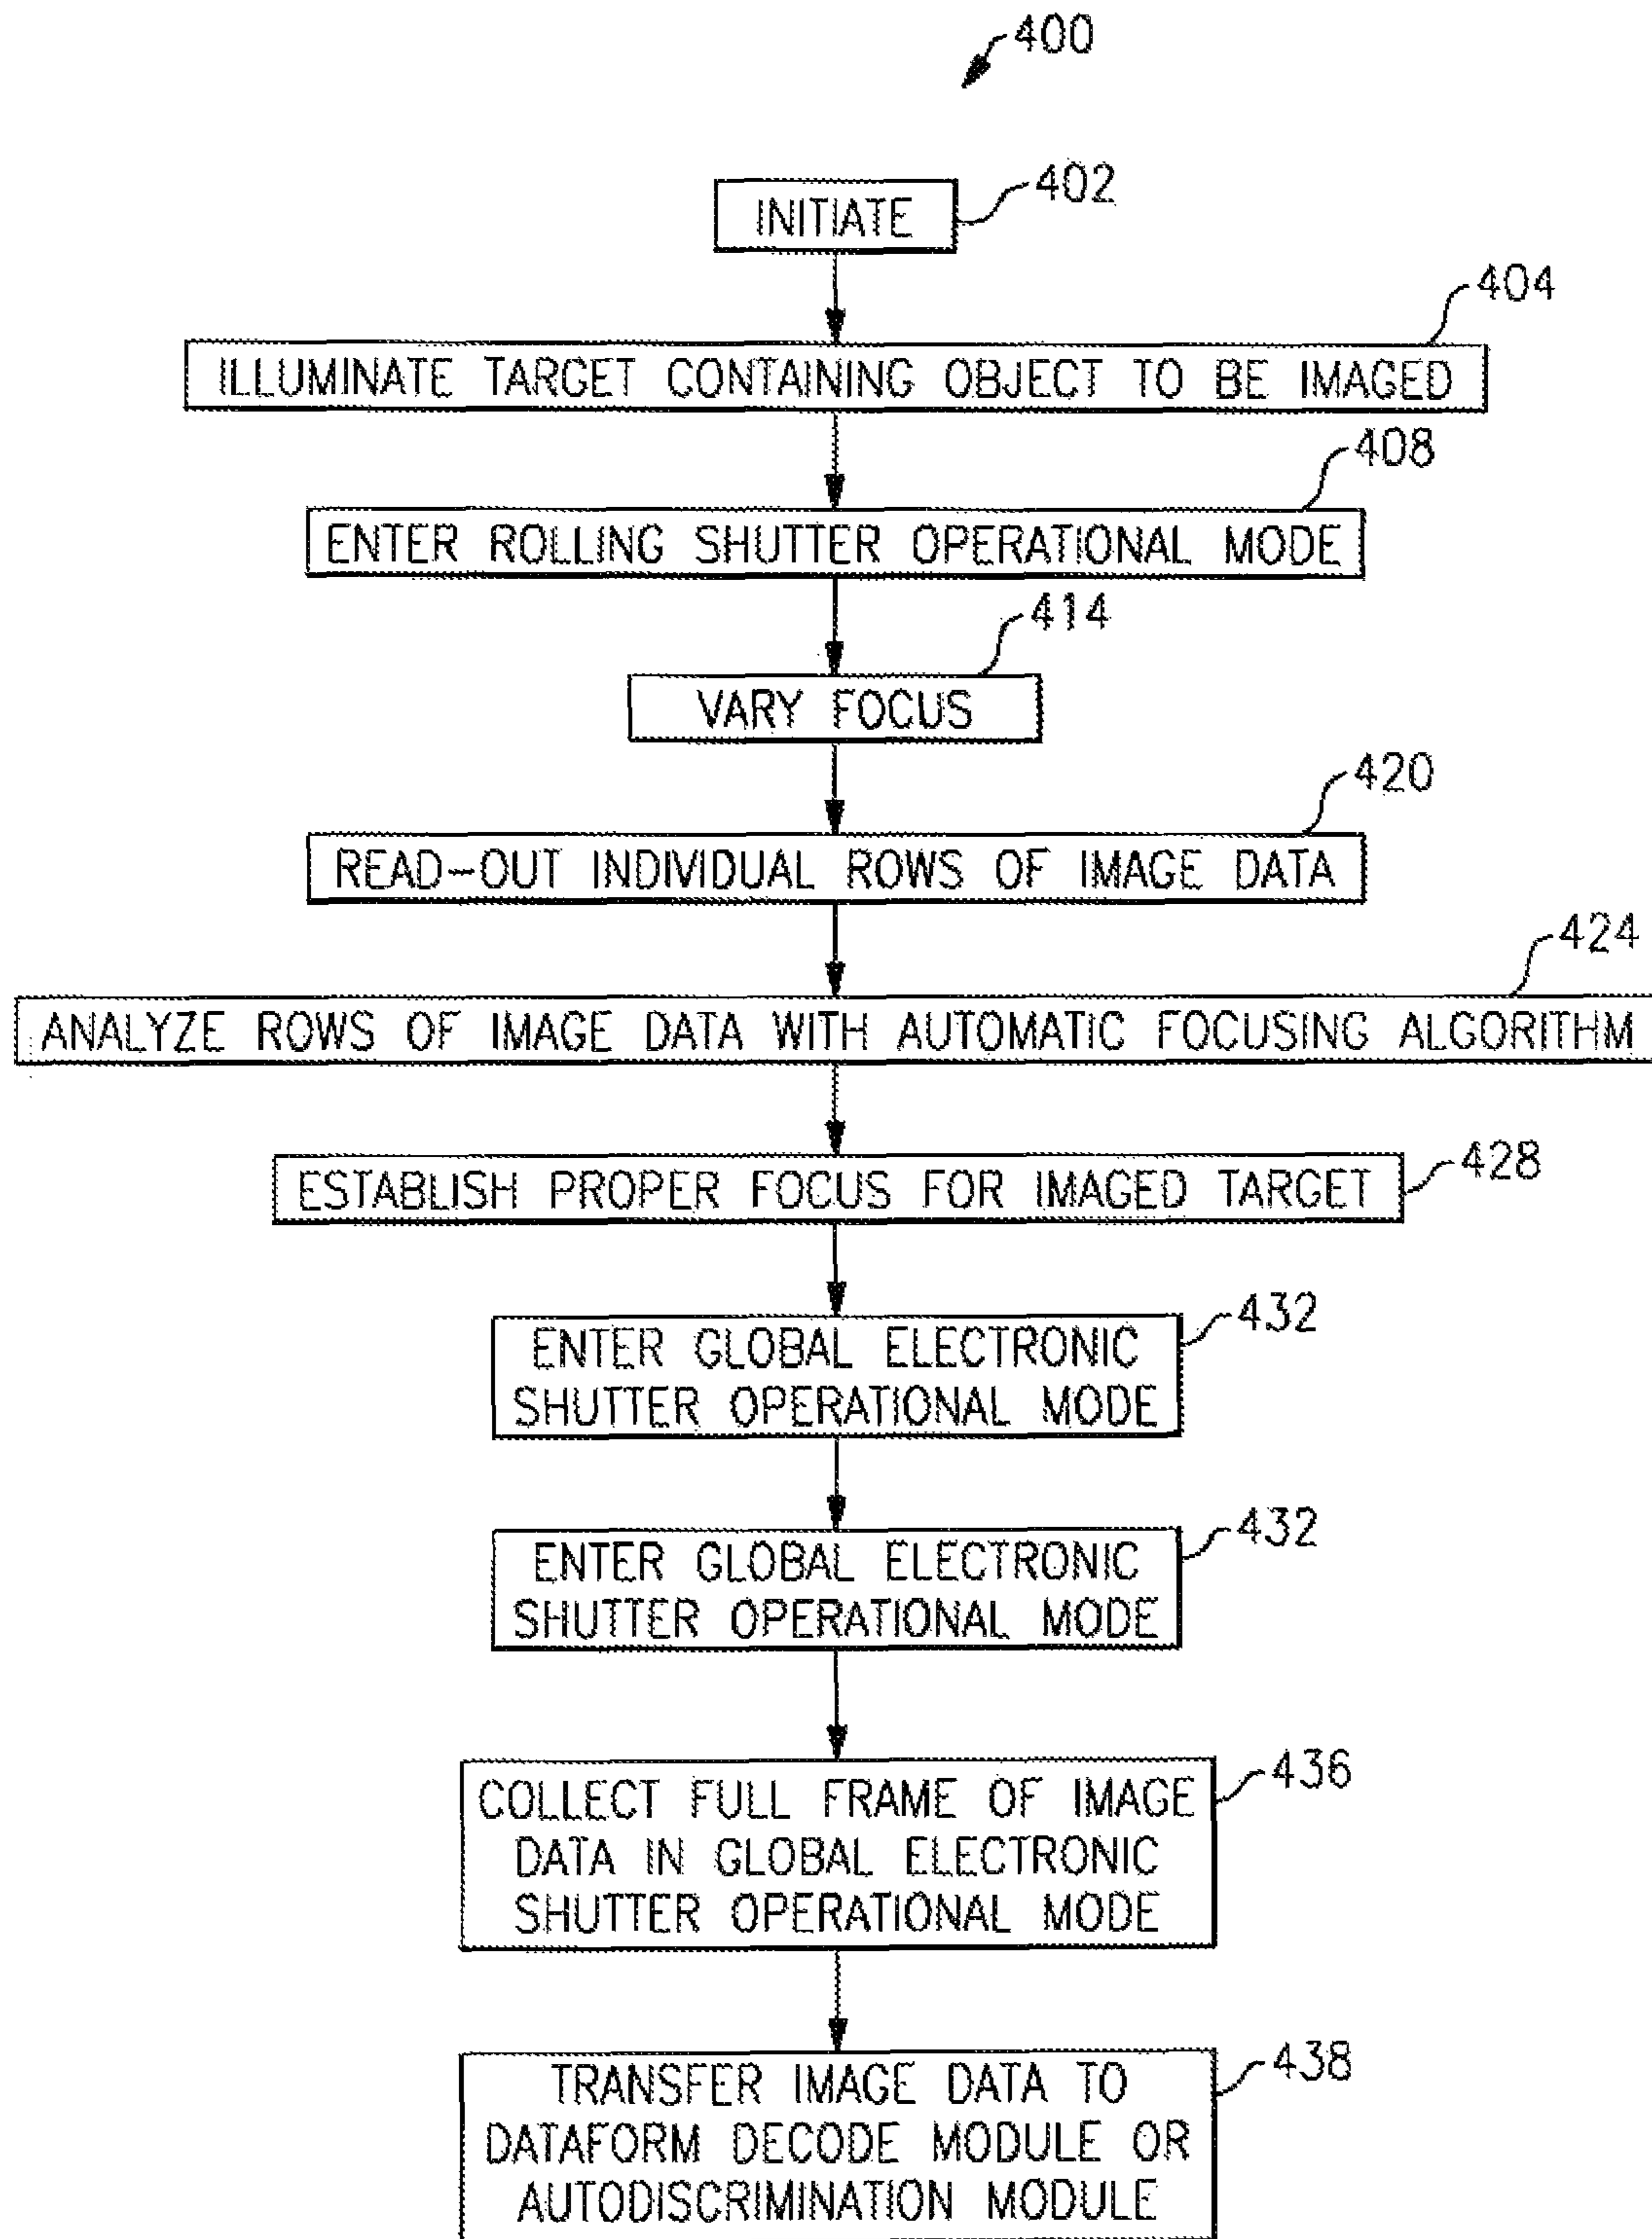 400
INITIATE
402
404
ILLUMINATE TARGET CONTAINING OBJECT TO BE IMAGED
408
ENTER ROLLING SHUTTER OPERATIONAL MODE
414
VARY FOCUS
420
READ-OUT INDIVIDUAL ROWS OF IMAGE DATA
424
ANALYZE ROWS OF IMAGE DATA WITH AUTOMATIC FOCUSING ALGORITHM
ESTABLISH PROPER FOCUS FOR IMAGED TARGET
428
ENTER GLOBAL ELECTRONIC
SHUTTER OPERATIONAL MODE
432
ENTER GLOBAL ELECTRONIC
SHUTTER OPERATIONAL MODE
432
COLLECT FULL FRAME OF IMAGE
DATA IN GLOBAL ELECTRONIC
SHUTTER OPERATIONAL MODE
436
TRANSFER IMAGE DATA TO
DATAFORM DECODE MODULE OR
AUTODISCRIMINATION MODULE
438